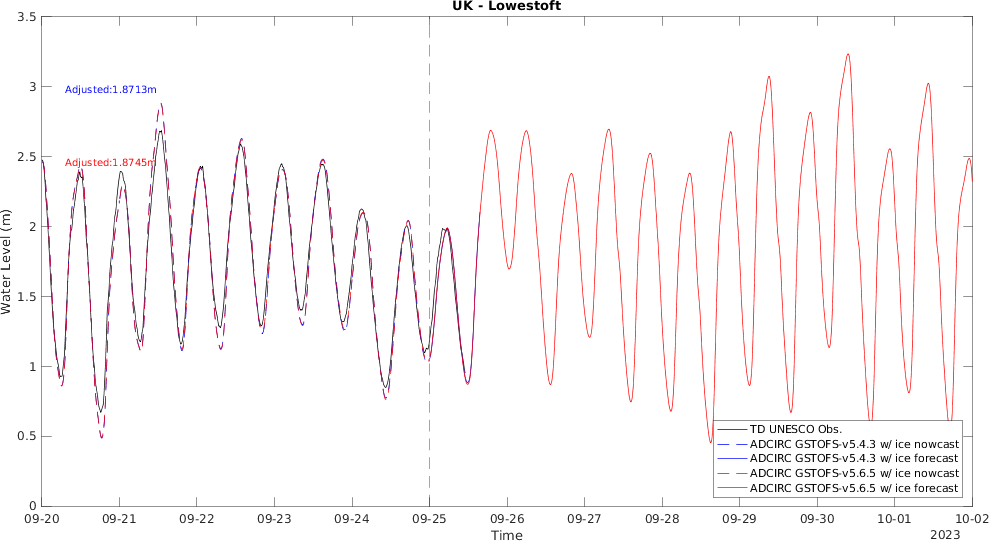 UK - Lowestoft
3.5
3
2.5
2
1.5
1
0.5
0
Water Level (m)
Adjusted:1.8713m
Adjusted:1.8745m
TD UNESCO Obs.
ADCIRC GSTOFS-v5.4.3 w/ ice nowcast
ADCIRC GSTOFS-v5.4.3 w/ ice forecast
ADCIRC GSTOFS-v5.6.5 w/ ice nowcast
ADCIRC GSTOFS-v5.6.5 w/ ice forecast
09-20 09-21 09-22 09-23 09-24 09-25 09-26 09-27 09-28 09-29 09-30 10-01 10-02
Time
2023